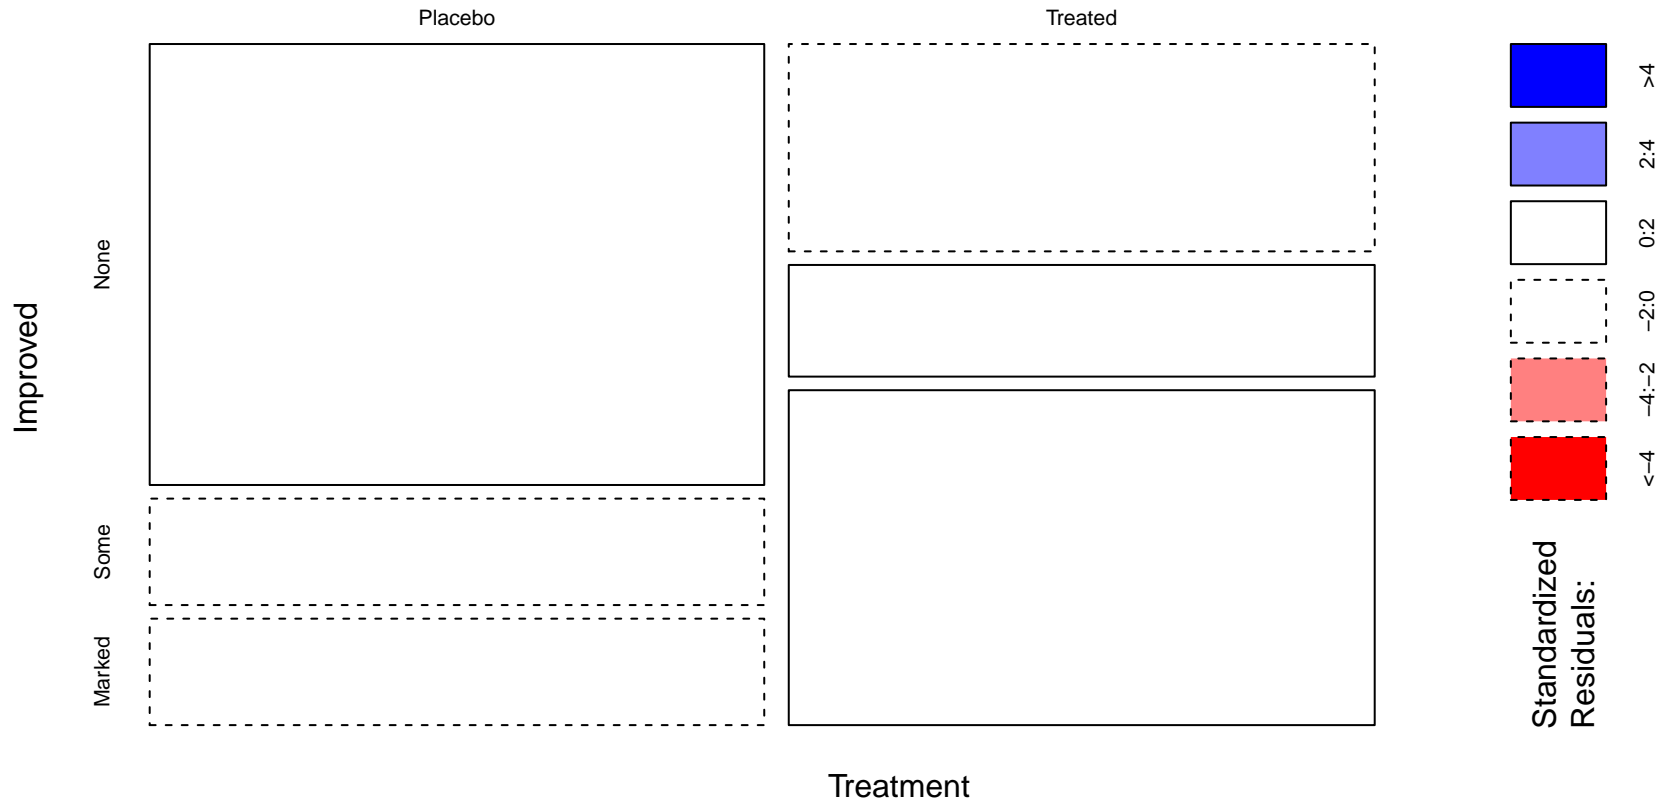 Placebo
Treated
Improved
None
Some
Marked
Treatment
>4
2:4
0:2
−2:0
−4:−2
<−4
Standardized
Residuals: